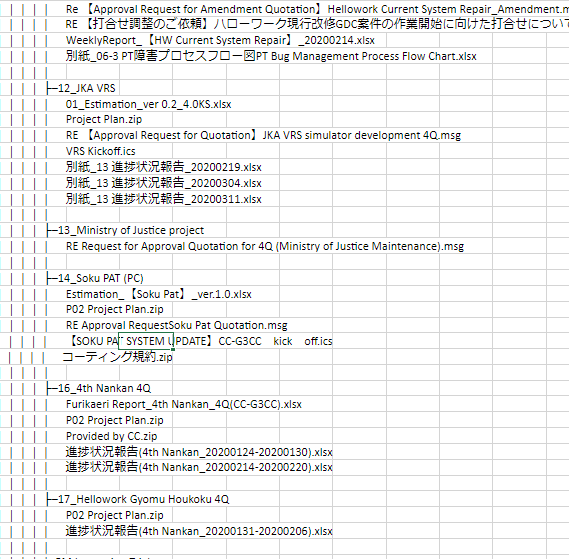 Re 【Approval Request for Amendment Quotation】Hellowork Current System Repair_Amendment.m
RE 【打合せ調整のご依頼】ハローワーク現行改修GDC案件の作業開始に向けた打合せについて
WeeklyReport_【HW Current System Repair】_20200214.xlsx
別紙_06-3 PT障害プロセスフロー図PT Bug Management Process Flow Chart.xlsx
12_JKA VRS
01_Estimation_ver 0.2_4.0KS.xlsx
Project Plan.zip
RE 【Approval Request for Quotation】JKA VRS simulator development 4Q.msg
VRS Kickoff.ics
別紙_13 進捗状況報告_20200219.xlsx
別紙_13 進捗状況報告_20200304.xlsx
別紙_13 進捗状況報告_20200311.xlsx
13_Ministry of Justice project
RE Request for Approval Quotation for 4Q (Ministry of Justice Maintenance).msg
14_Soku PAT (PC)
Estimation_【Soku Pat】_ver.1.0.xlsx
P02 Project Plan.zip
RE Approval RequestSoku Pat Quotation.msg
【SOKU PAT SYSTEM UPDATE】CC-G3CC　kick　off.ics
コーティング規約.zip
16_4th Nankan 4Q
Furikaeri Report_4th Nankan_4Q(CC-G3CC).xlsx
P02 Project Plan.zip
Provided by CC.zip
進捗状況報告(4th Nankan_20200124-20200130).xlsx
進捗状況報告(4th Nankan_20200214-20200220).xlsx
17_Hellowork Gyomu Houkoku 4Q
P02 Project Plan.zip
進捗状況報告(4th Nankan_20200131-20200206).xlsx